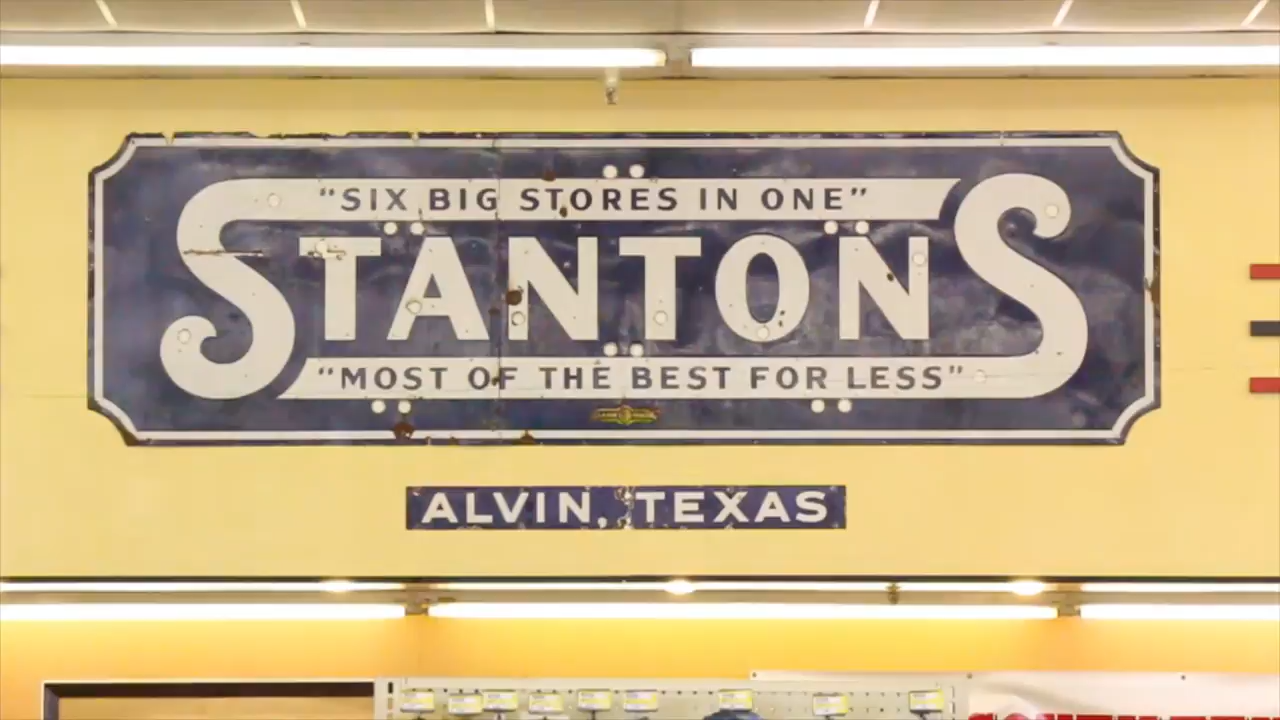 "SIX BIG STORES IN ONE"
STANTONS
"MOST OF THE BEST FOR LESS"
ALVIN, TEXAS